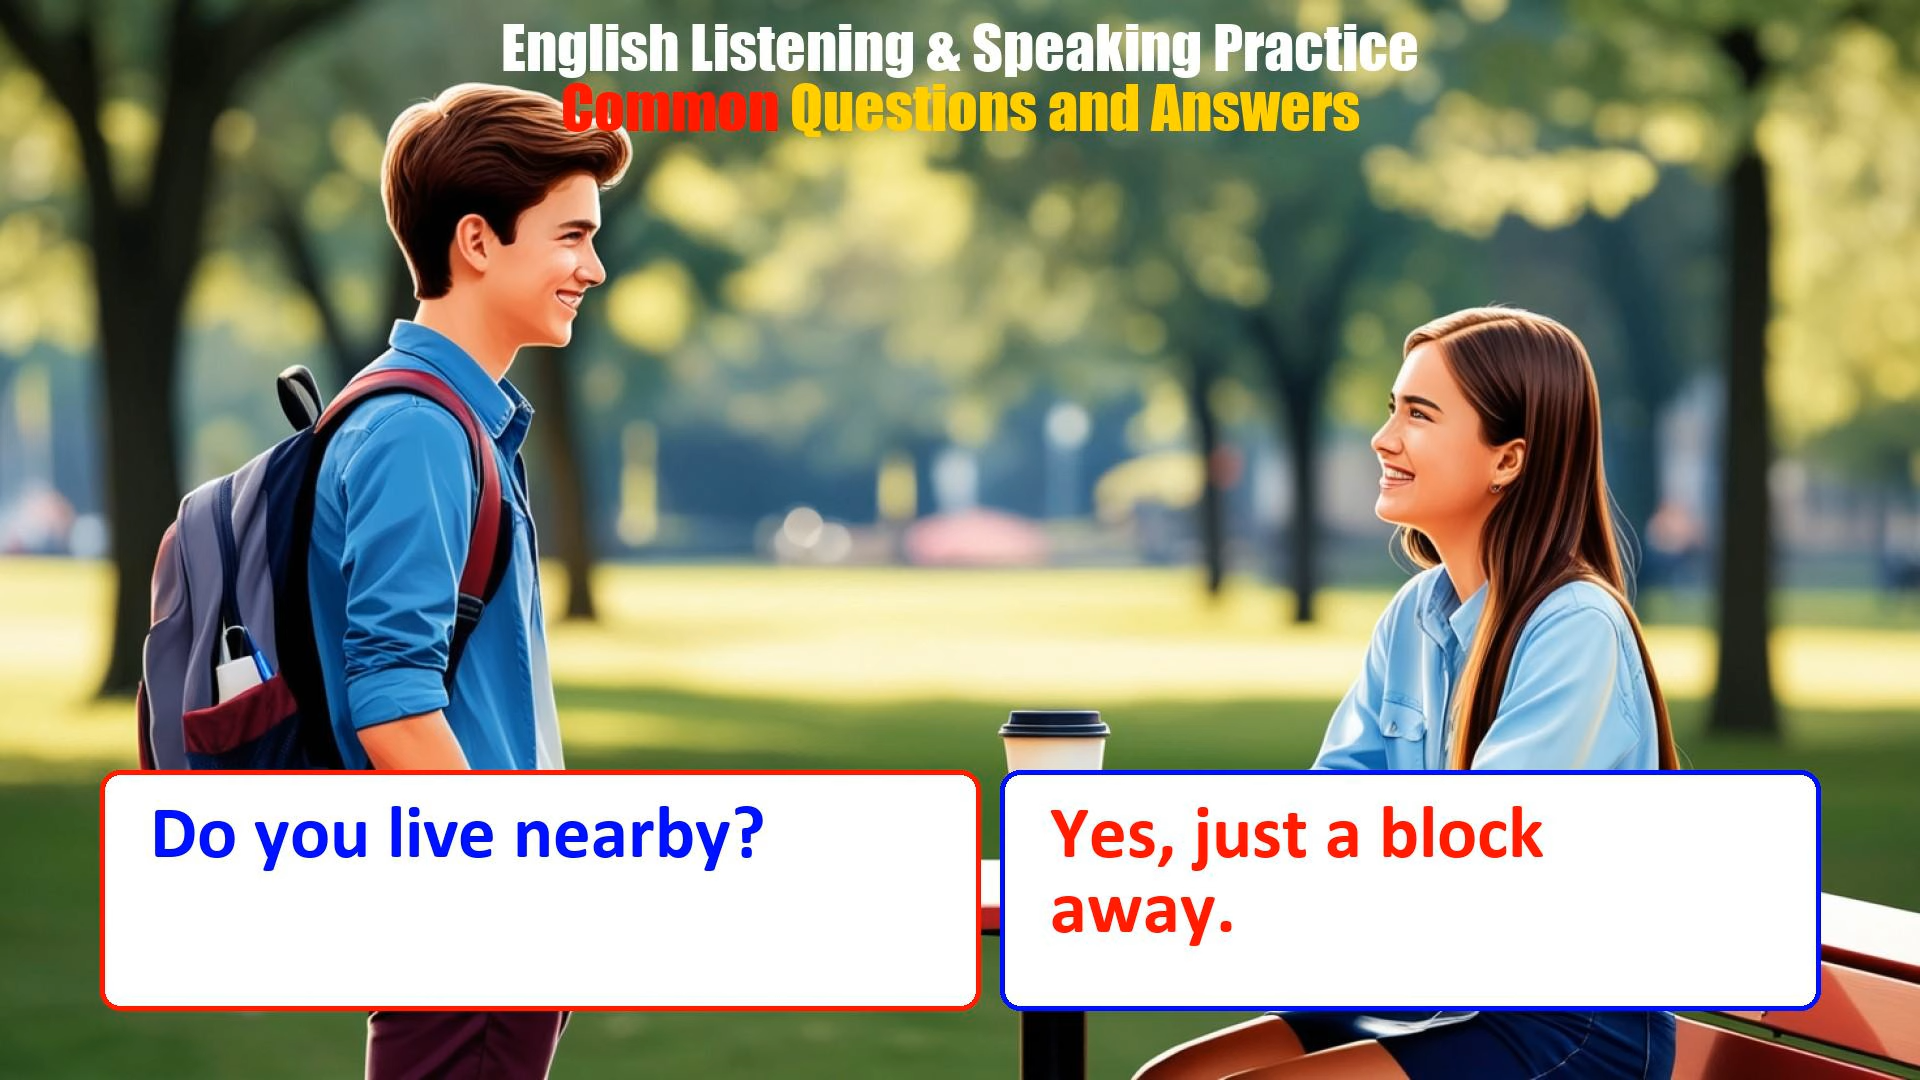 English Listening & Speaking Practice
Common Questions and Answers
Do you live nearby?
Yes, just a block
away.